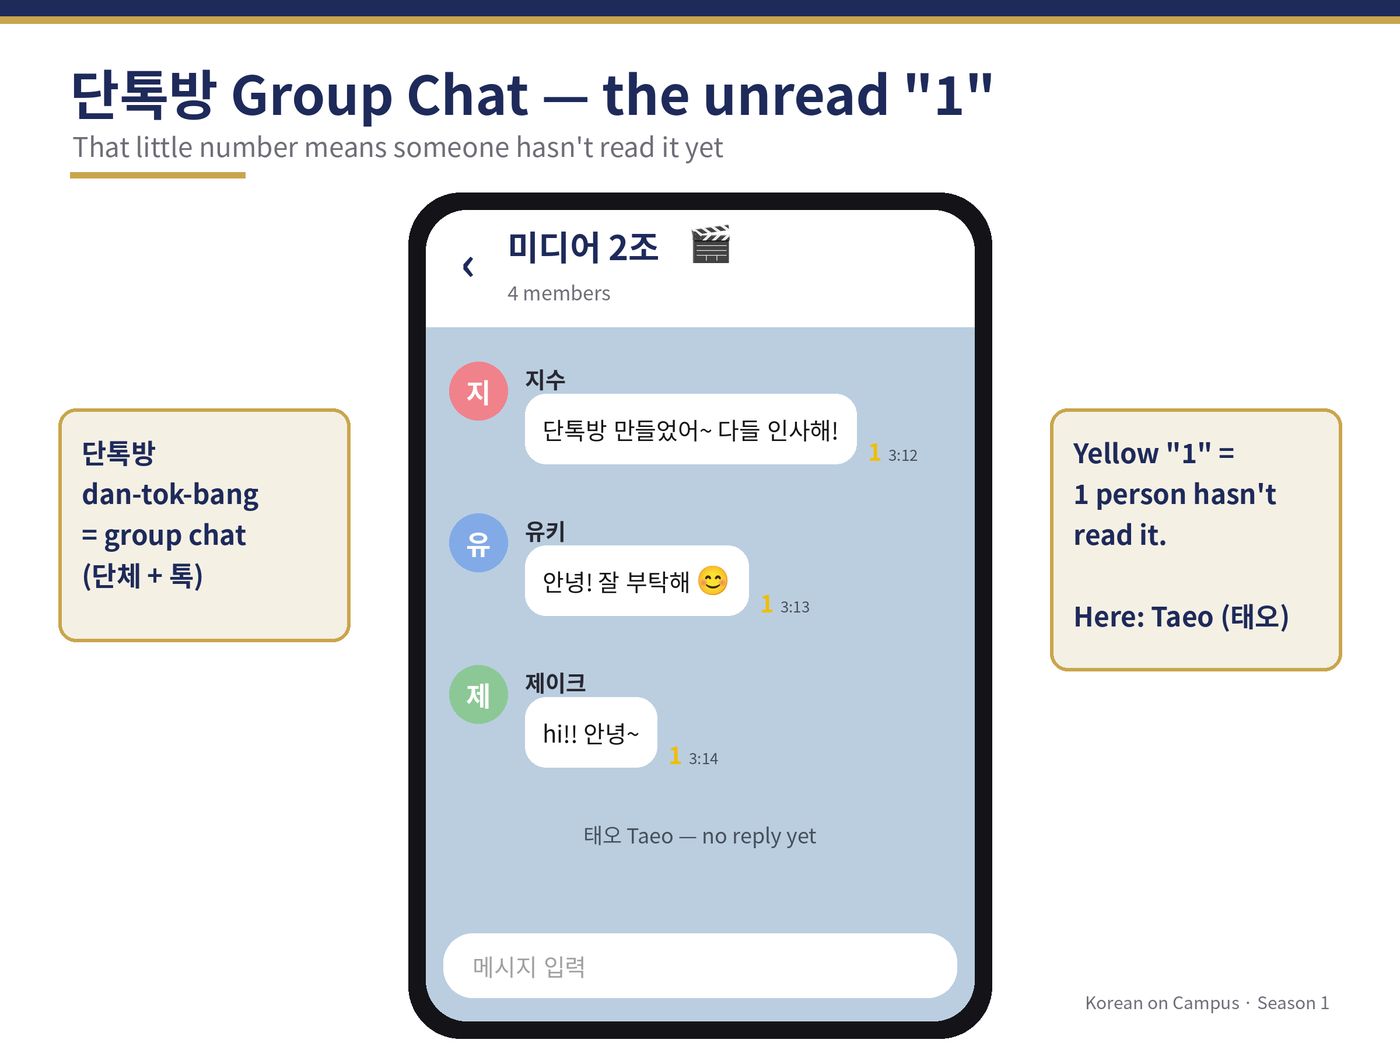 단톡방 Group Chat — the unread "1"
That little number means someone hasn't read it yet
단톡방
dan-tok-bang
= group chat
(단체 + 톡)
‹ 미디어 2조 🎬
4 members
지
지수
단톡방 만들었어~ 다들 인사해!
1 3:12
유
유키
안녕! 잘 부탁해 😊
1 3:13
제
제이크
hi!! 안녕~
1 3:14
태오 Taeo — no reply yet
메시지 입력
Yellow "1" =
1 person hasn't
read it.
Here: Taeo (태오)
Korean on Campus · Season 1